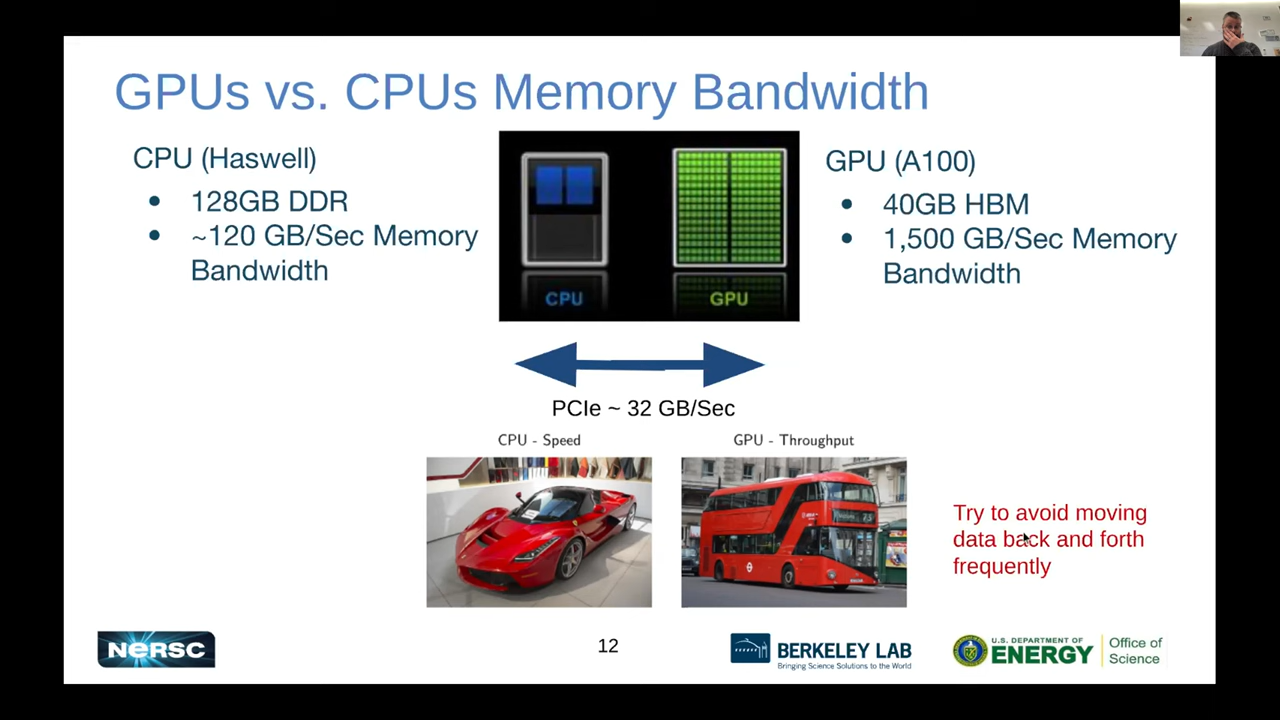 GPUs vs. CPUs Memory Bandwidth
CPU (Haswell)
• 128GB DDR
• ~120 GB/Sec Memory
Bandwidth
CPU
GPU
GPU (A100)
• 40GB HBM
• 1,500 GB/Sec Memory
Bandwidth
PCIe ~ 32 GB/Sec
CPU - Speed
GPU - Throughput
Try to avoid moving
data back and forth
frequently
NERSC
12
BERKELEY LAB
Bringing Science Solutions to the World
U.S. DEPARTMENT OF
ENERGY
Office of
Science